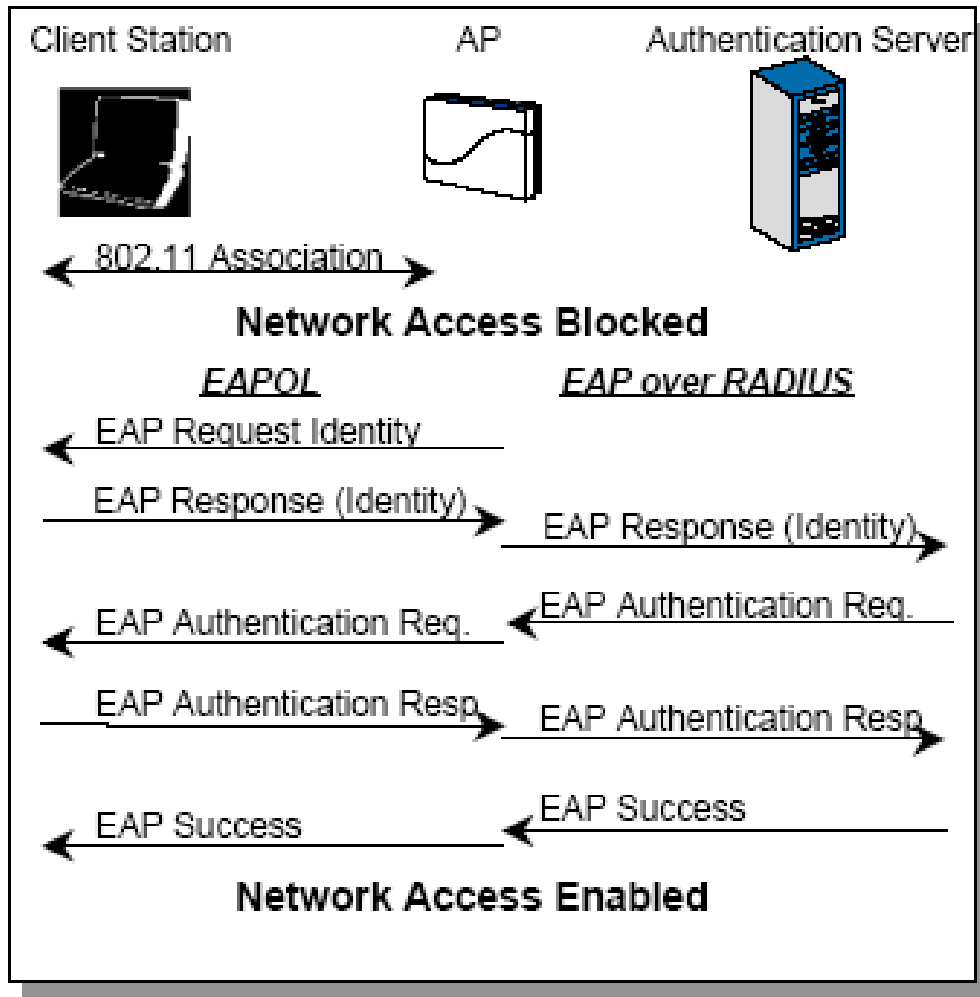 Client Station
AP
Authentication Server
802.11 Association
Network Access Blocked
EAPOL
EAP over RADIUS
EAP Request Identity
EAP Response (Identity)
EAP Response (Identity)
EAP Authentication Req.
EAP Authentication Req.
EAP Authentication Resp
EAP Authentication Resp
EAP Success
EAP Success
Network Access Enabled